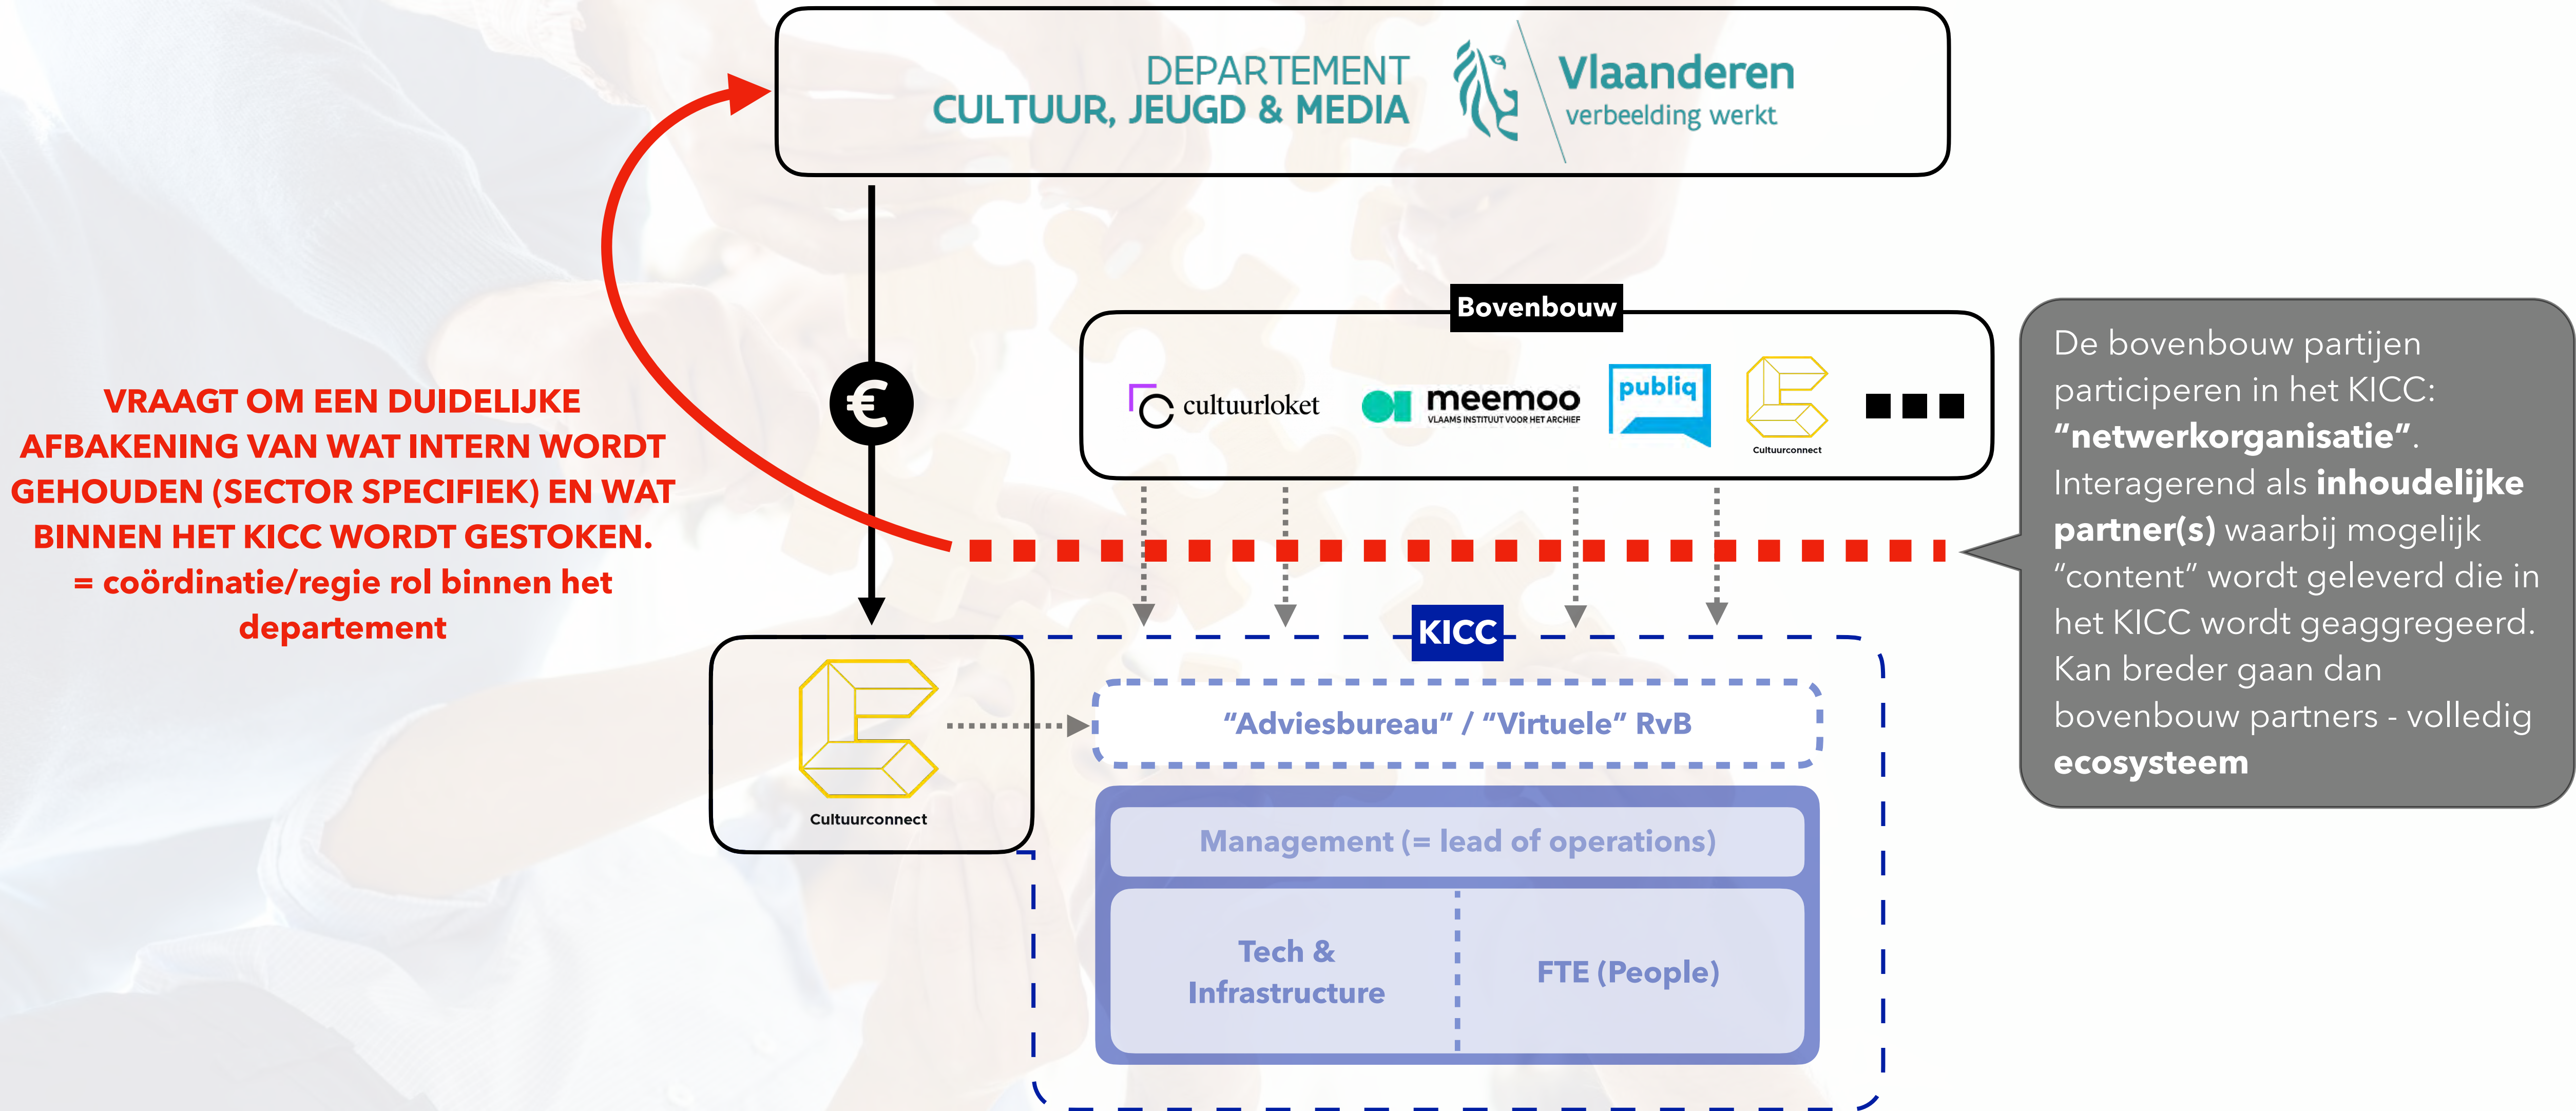 DEPARTEMENT
CULTUUR, JEUGD & MEDIA
Vlaanderen
verbeelding werkt
€
Bovenbouw
cultuurloket
meemoo
VLAAMS INSTITUUT VOOR HET ARCHIEF
publiq
Cultuurconnect
VRAAGT OM EEN DUIDELIJKE
AFBAKENING VAN WAT INTERN WORDT
GEHOUDEN (SECTOR SPECIFIEK) EN WAT
BINNEN HET KICC WORDT GESTOKEN.
= coördinatie/regie rol binnen het
departement
De bovenbouw partijen
participeren in het KICC:
“netwerkorganisatie”.
Interagerend als inhoudelijke
partner(s) waarbij mogelijk
“content” wordt geleverd die in
het KICC wordt geaggregeerd.
Kan breder gaan dan
bovenbouw partners - volledig
ecosysteem
KICC
Cultuurconnect
“Adviesbureau” / “Virtuele” RvB
Management (= lead of operations)
Tech &
Infrastructure
FTE (People)